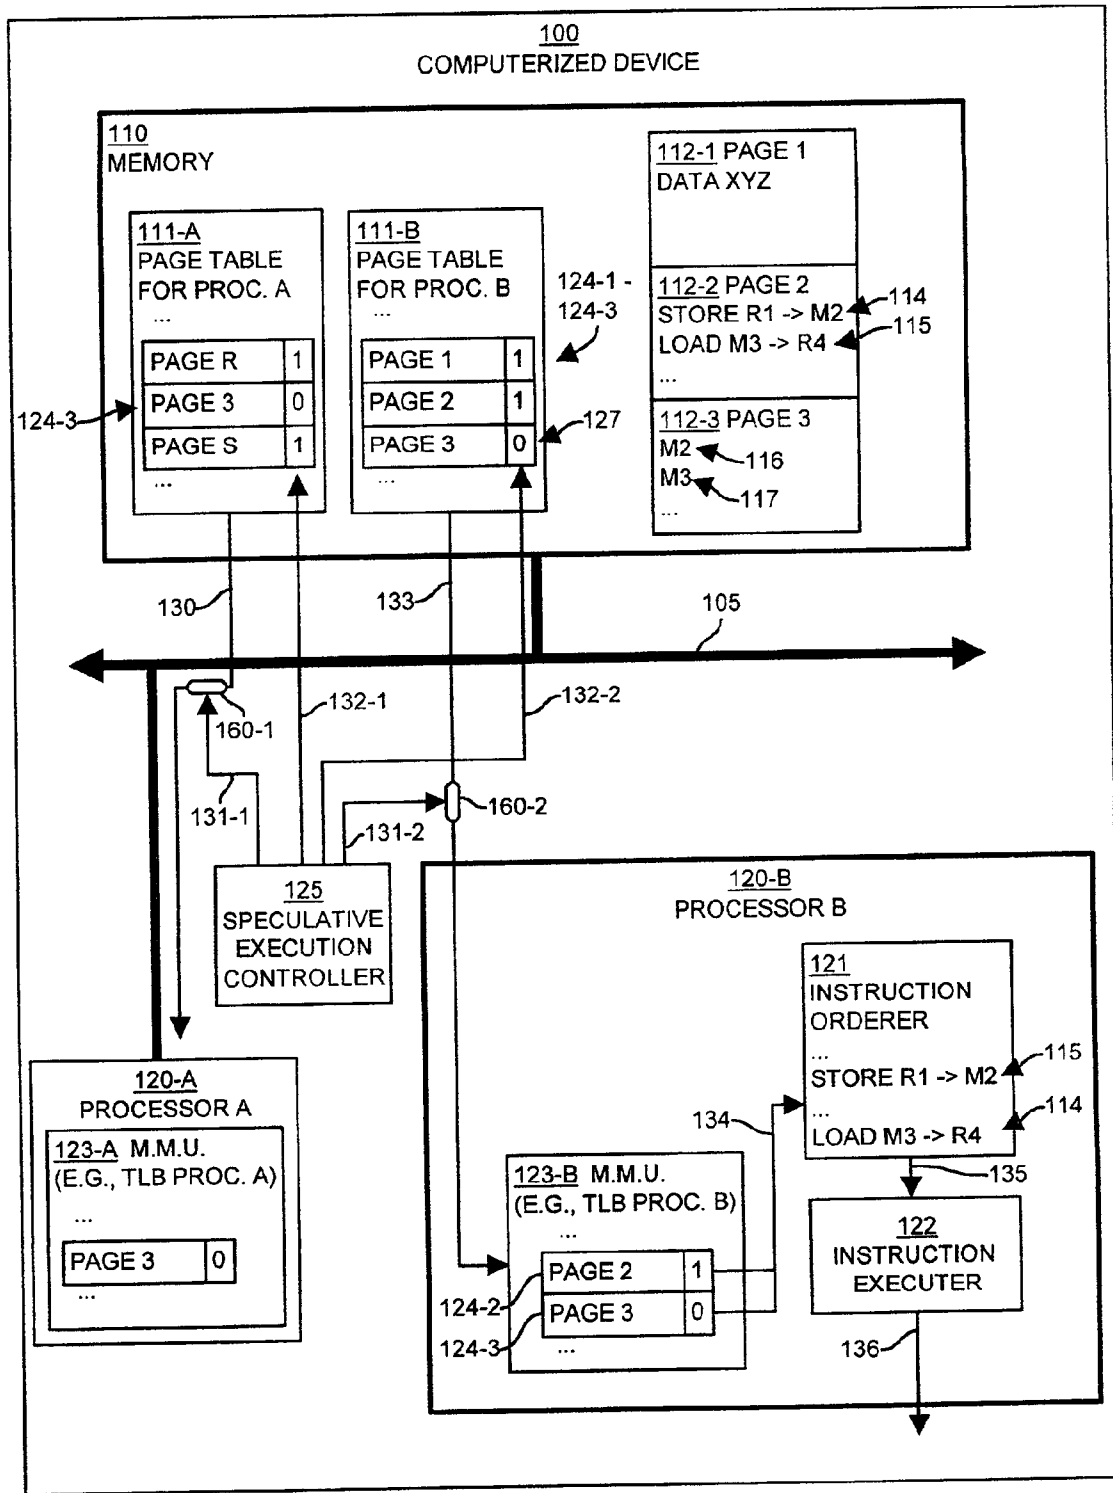 100
COMPUTERIZED DEVICE
110
MEMORY
111-A
PAGE TABLE
FOR PROC. A
...
PAGE R 1
PAGE 3 0
PAGE S 1
...
124-3
111-B
PAGE TABLE
FOR PROC. B
...
PAGE 1 1
PAGE 2 1
PAGE 3 0
...
124-1 -
124-3
127
112-1 PAGE 1
DATA XYZ
112-2 PAGE 2
STORE R1 -> M2
LOAD M3 -> R4
...
114
115
112-3 PAGE 3
M2
M3
...
116
117
130
133
105
132-1
132-2
160-1
131-1
160-2
131-2
125
SPECULATIVE
EXECUTION
CONTROLLER
120-A
PROCESSOR A
123-A M.M.U.
(E.G., TLB PROC. A)
...
PAGE 3 0
...
120-B
PROCESSOR B
121
INSTRUCTION
ORDERER
...
STORE R1 -> M2
...
LOAD M3 -> R4
115
114
134
135
123-B M.M.U.
(E.G., TLB PROC. B)
...
PAGE 2 1
PAGE 3 0
...
124-2
124-3
122
INSTRUCTION
EXECUTER
136